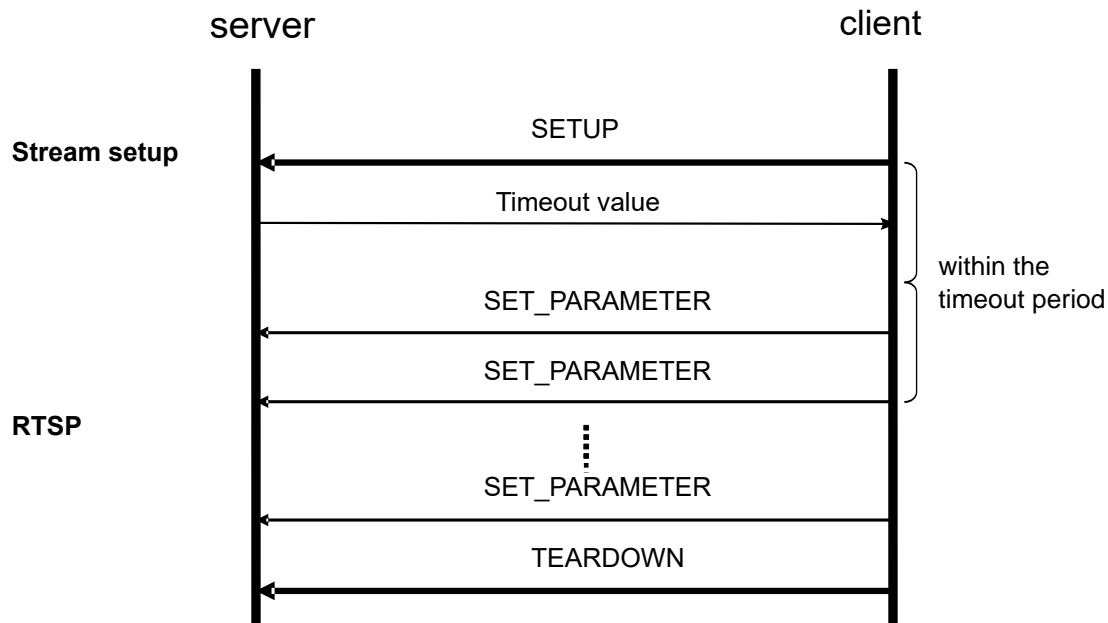 server
client
SETUP
Stream setup
Timeout value
within the
timeout period
SET_PARAMETER
SET_PARAMETER
RTSP
SET_PARAMETER
TEARDOWN